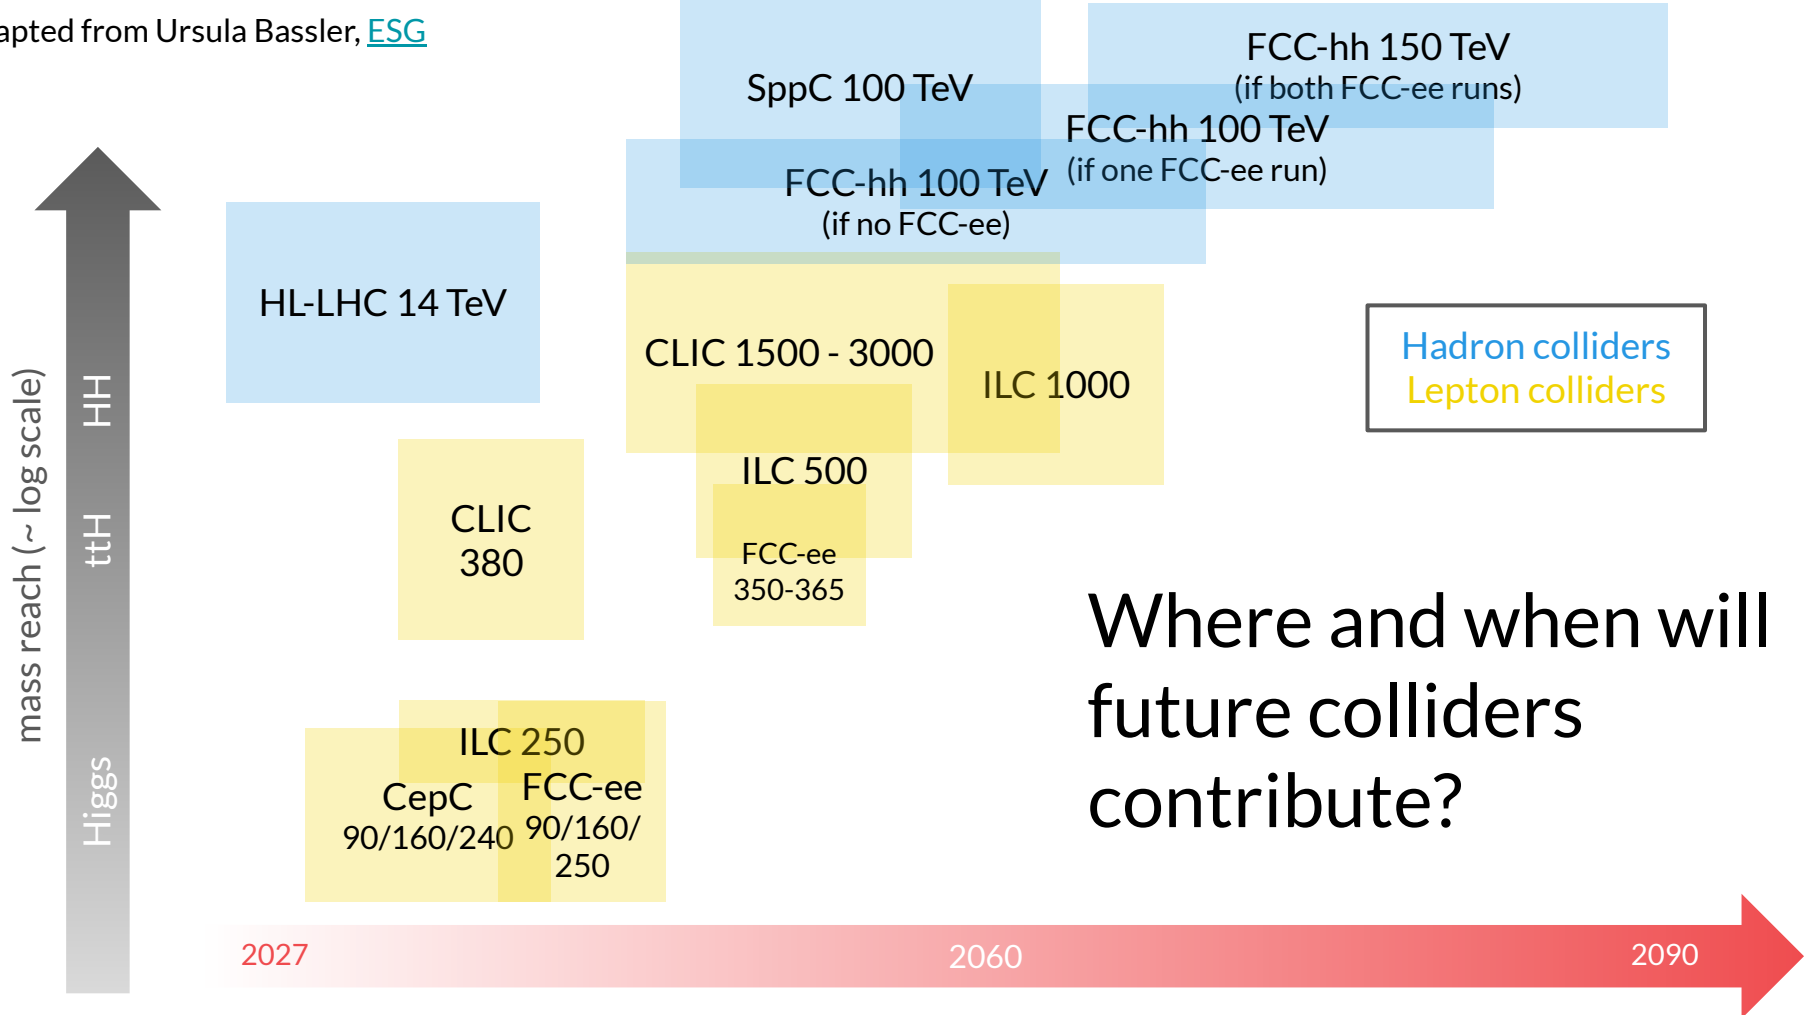 apted from Ursula Bassler, ESG
SppC 100 TeV
FCC-hh 150 TeV
(if both FCC-ee runs)
FCC-hh 100 TeV
(if one FCC-ee run)
FCC-hh 100 TeV
(if no FCC-ee)
HL-LHC 14 TeV
CLIC 1500 - 3000
ILC 1000
Hadron colliders
Lepton colliders
ILC 500
CLIC
380
FCC-ee
350-365
mass reach (~ log scale)
HH
ttH
Higgs
Where and when will
future colliders
contribute?
ILC 250
CepC
90/160/240
FCC-ee
90/160/
250
2027
2060
2090